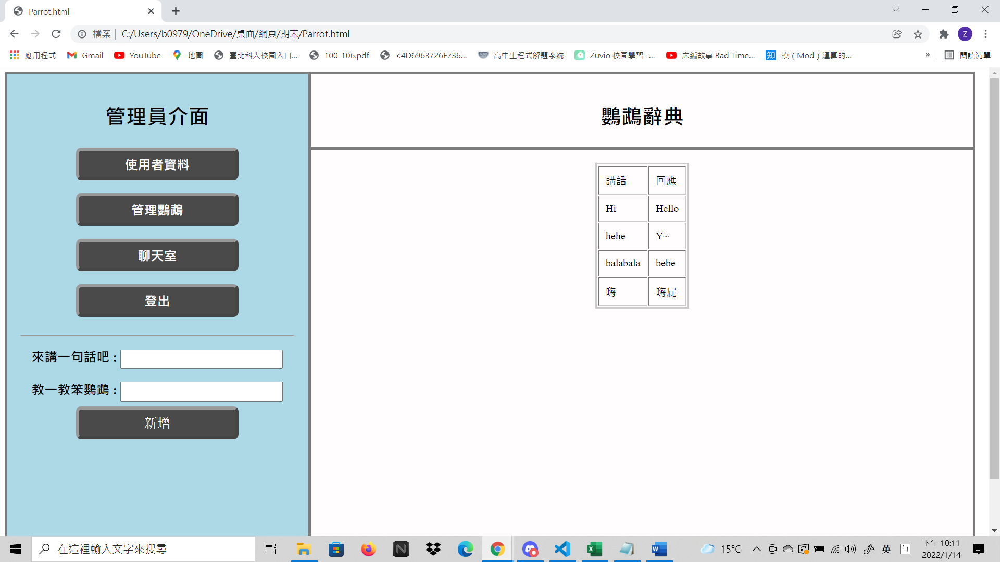 Parrot.html
檔案 | C:/Users/b0979/OneDrive/桌面/網頁/期末/Parrot.html
Z
應用程式 Gmail YouTube 地圖 臺北科大校園入口... 100-106.pdf <4D6963726F736... 高中生程式解題系統 Zuvio 校園學習 -... 床編故事 Bad Time... 知 模 ( Mod ) 運算的... » 閱讀清單
管理員介面
使用者資料
管理鸚鵡
聊天室
登出
來講一句話吧 :
教一教笨鸚鵡 :
新增
鸚鵡辭典
講話 回應
Hi Hello
hehe Y~
balabala bebe
嗨 嗨屁
在這裡輸入文字來搜尋
15°C 英 ㄅ 下午 10:11
2022/1/14